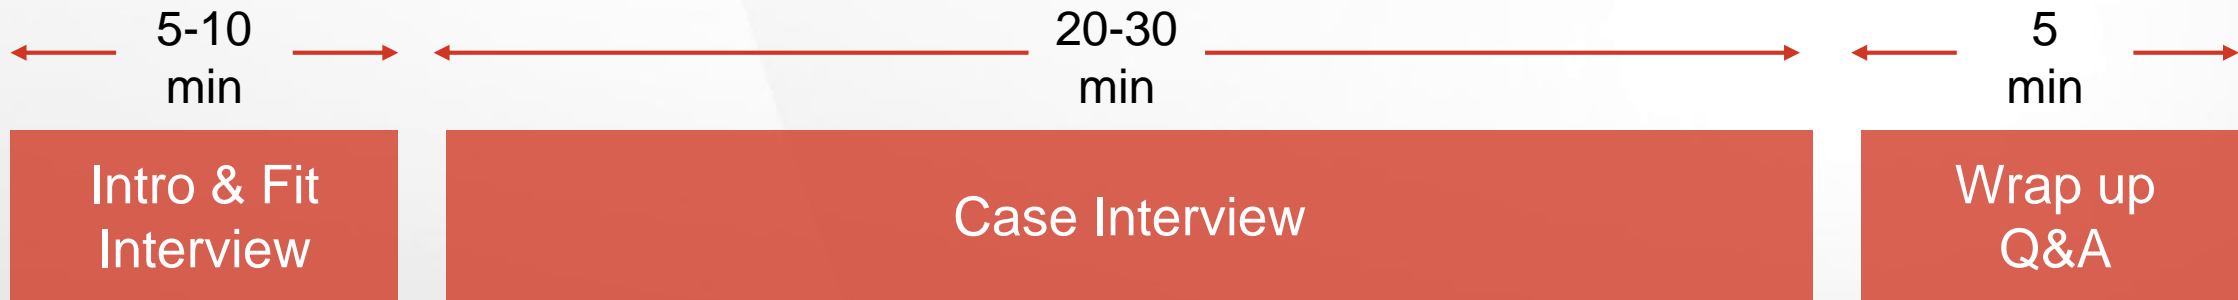 5-10
min
20-30
min
5
min
Intro & Fit
Interview
Case Interview
Wrap up
Q&A